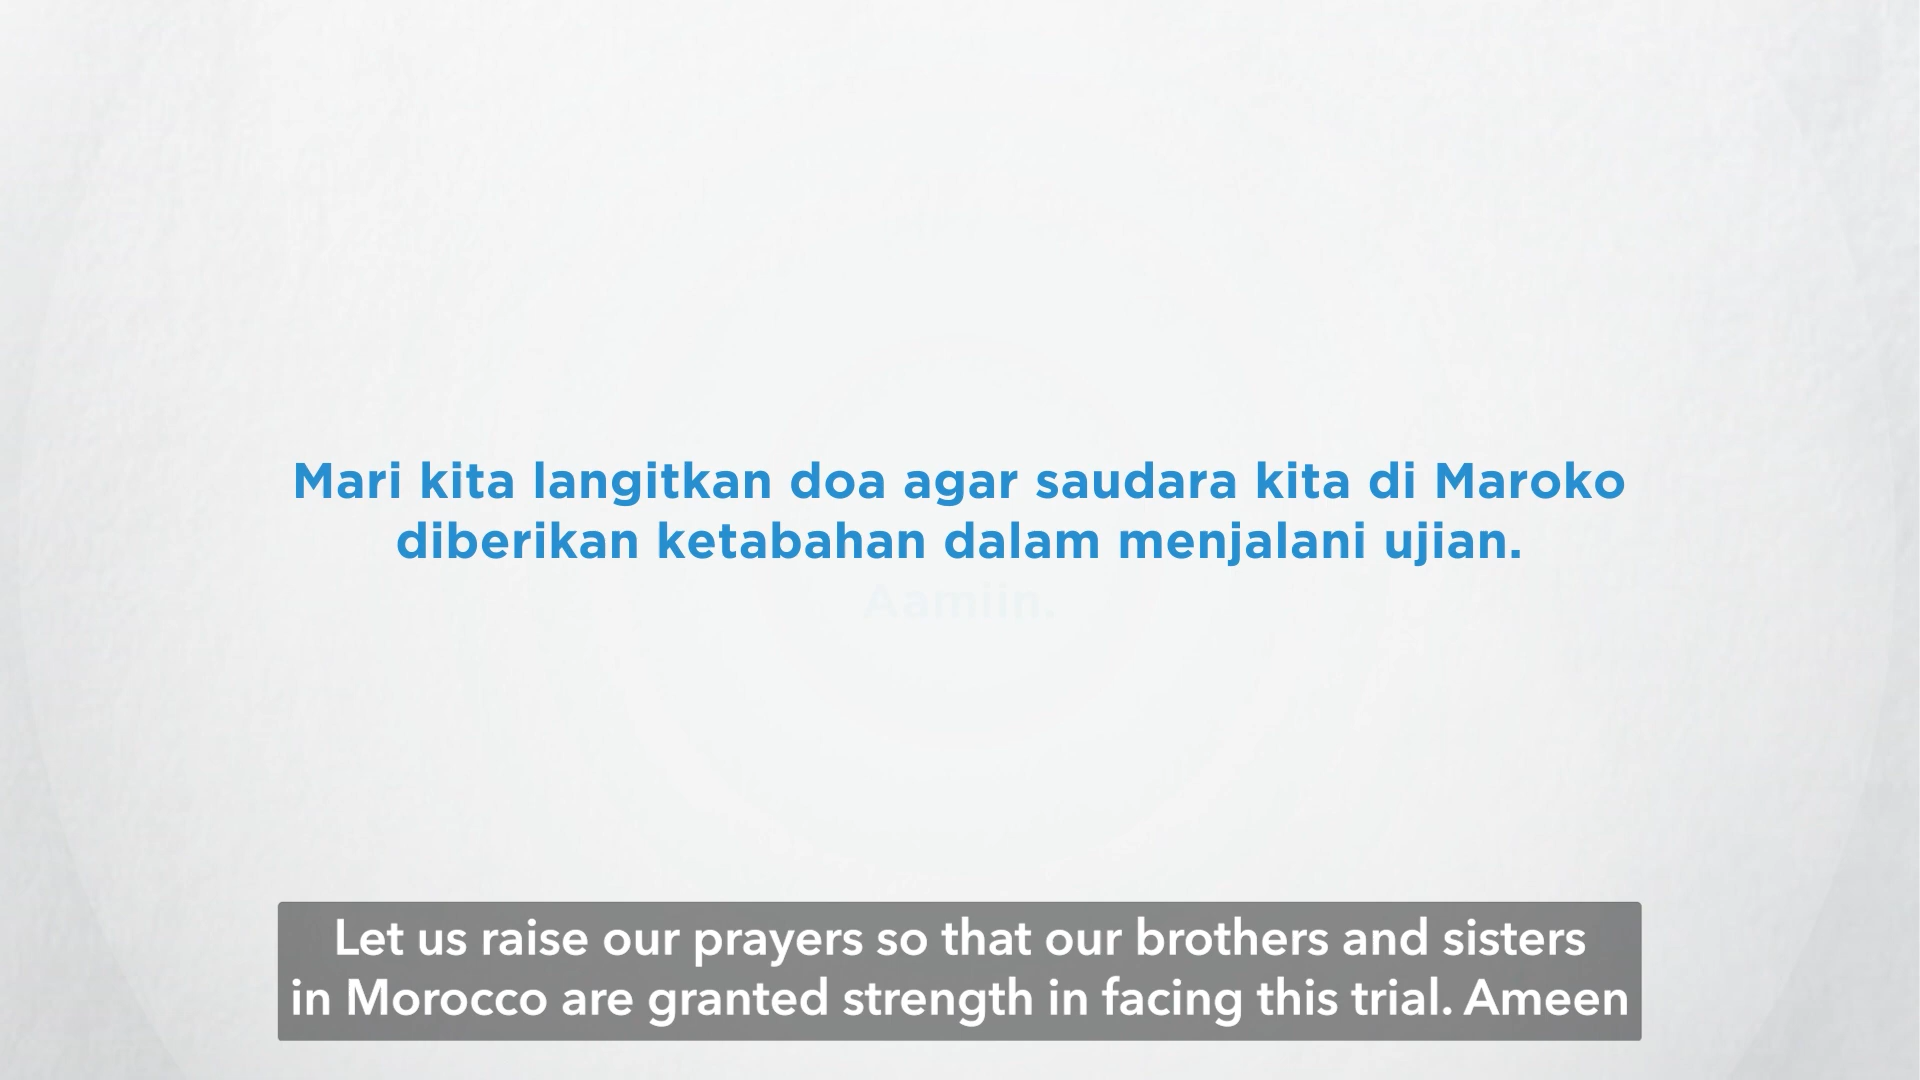 Mari kita langitkan doa agar saudara kita di Maroko
diberikan ketabahan dalam menjalani ujian.
Aamiin.
Let us raise our prayers so that our brothers and sisters
in Morocco are granted strength in facing this trial. Ameen